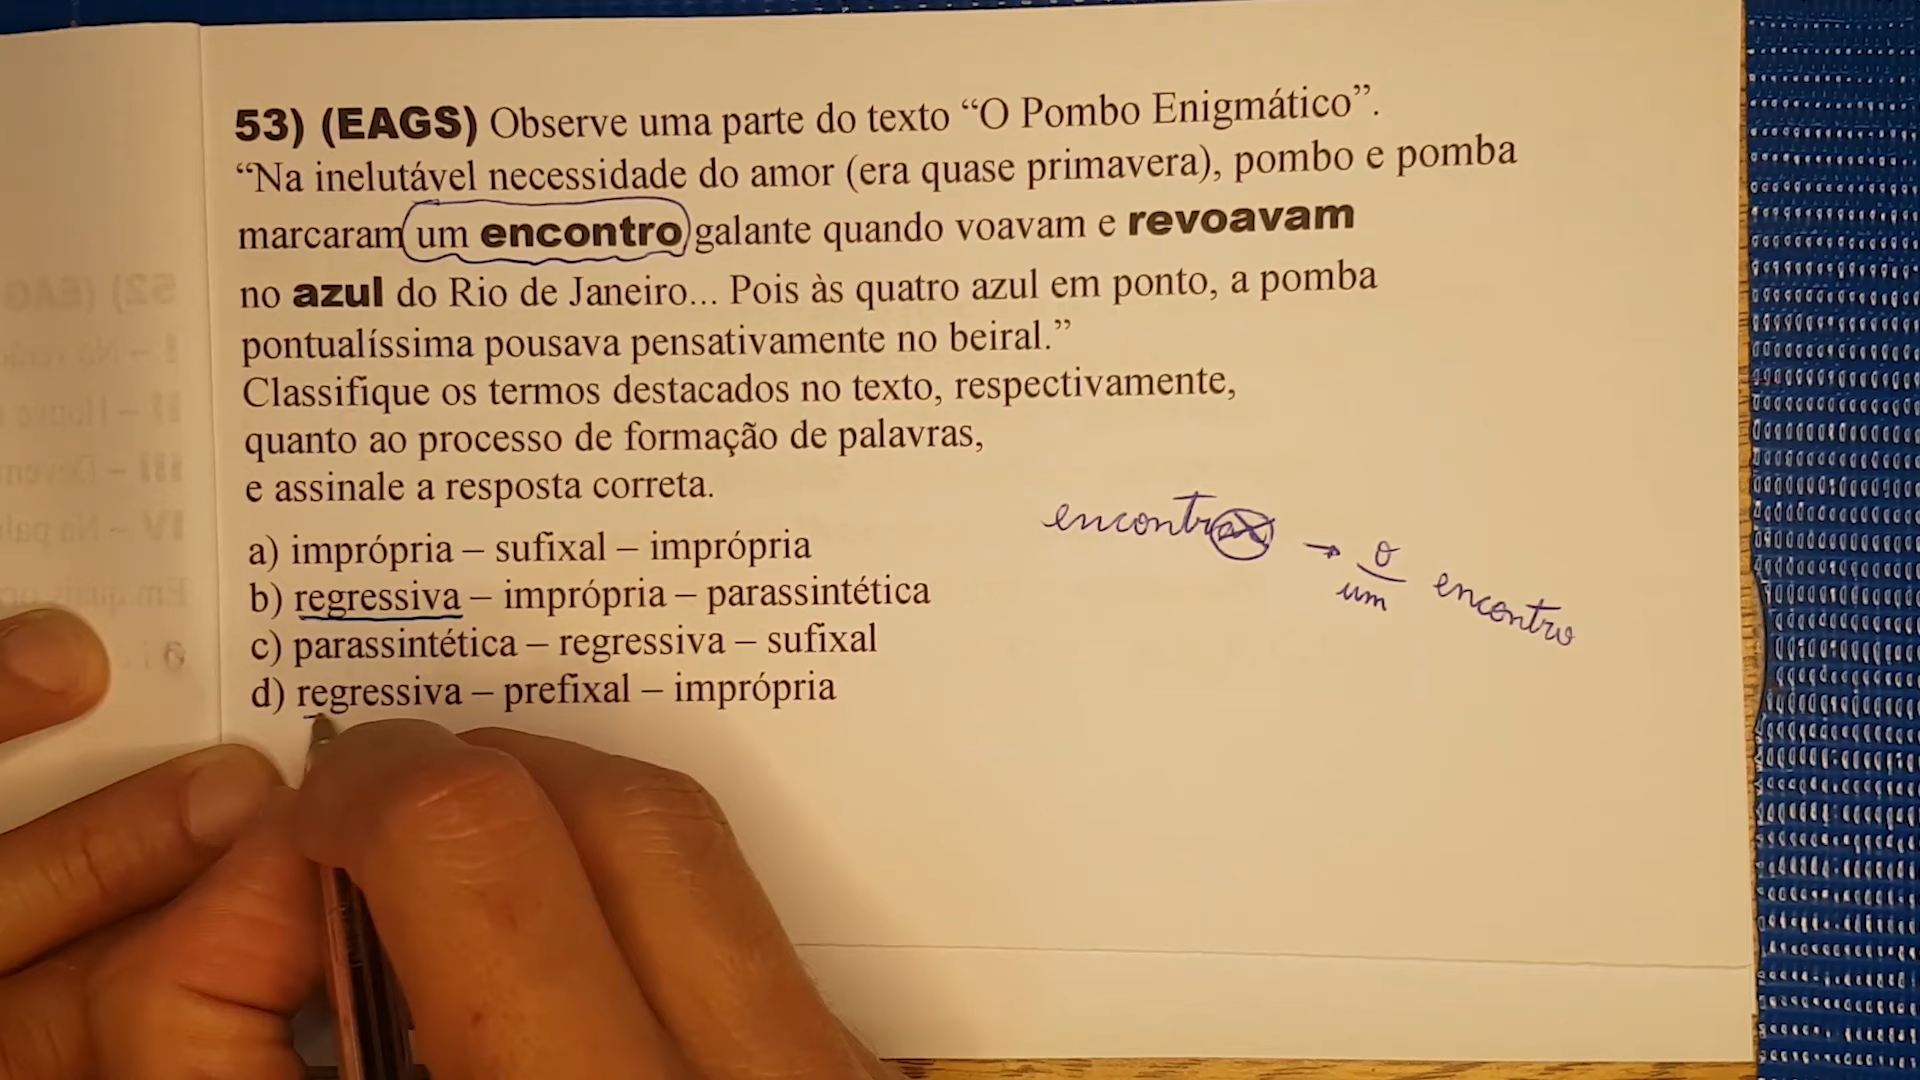 53) (EAGS) Observe uma parte do texto “O Pombo Enigmático”.
“Na inelutável necessidade do amor (era quase primavera), pombo e pomba
marcaram um encontro galante quando voavam e revoavam
no azul do Rio de Janeiro... Pois às quatro azul em ponto, a pomba
pontualíssima pousava pensativamente no beiral.”
Classifique os termos destacados no texto, respectivamente,
quanto ao processo de formação de palavras,
e assinale a resposta correta.
a) imprópria – sufixal – imprópria
b) regressiva – imprópria – parassintética
c) parassintética – regressiva – sufixal
d) regressiva – prefixal – imprópria
encontrar → o
um encontro